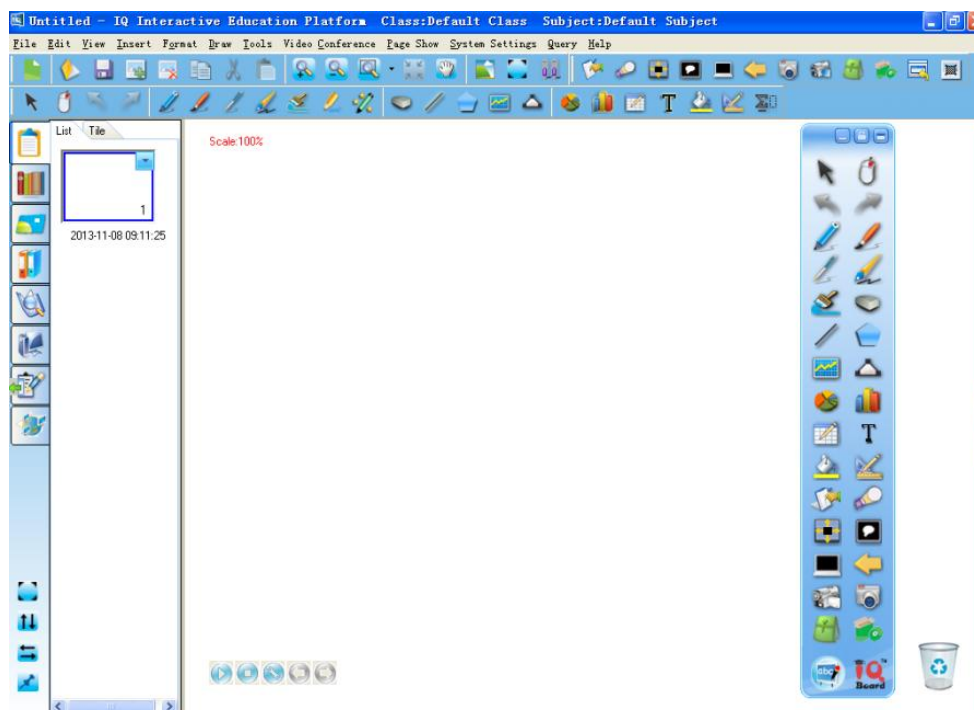 Untitled - IQ Interactive Education Platform Class:Default Class Subject:Default Subject
File Edit View Insert Format Draw Tools Video Conference Page Show System Settings Query Help
List Tile
Scale:100%
1
2013-11-08 09:11:25
T
T
abc
iQ
Board